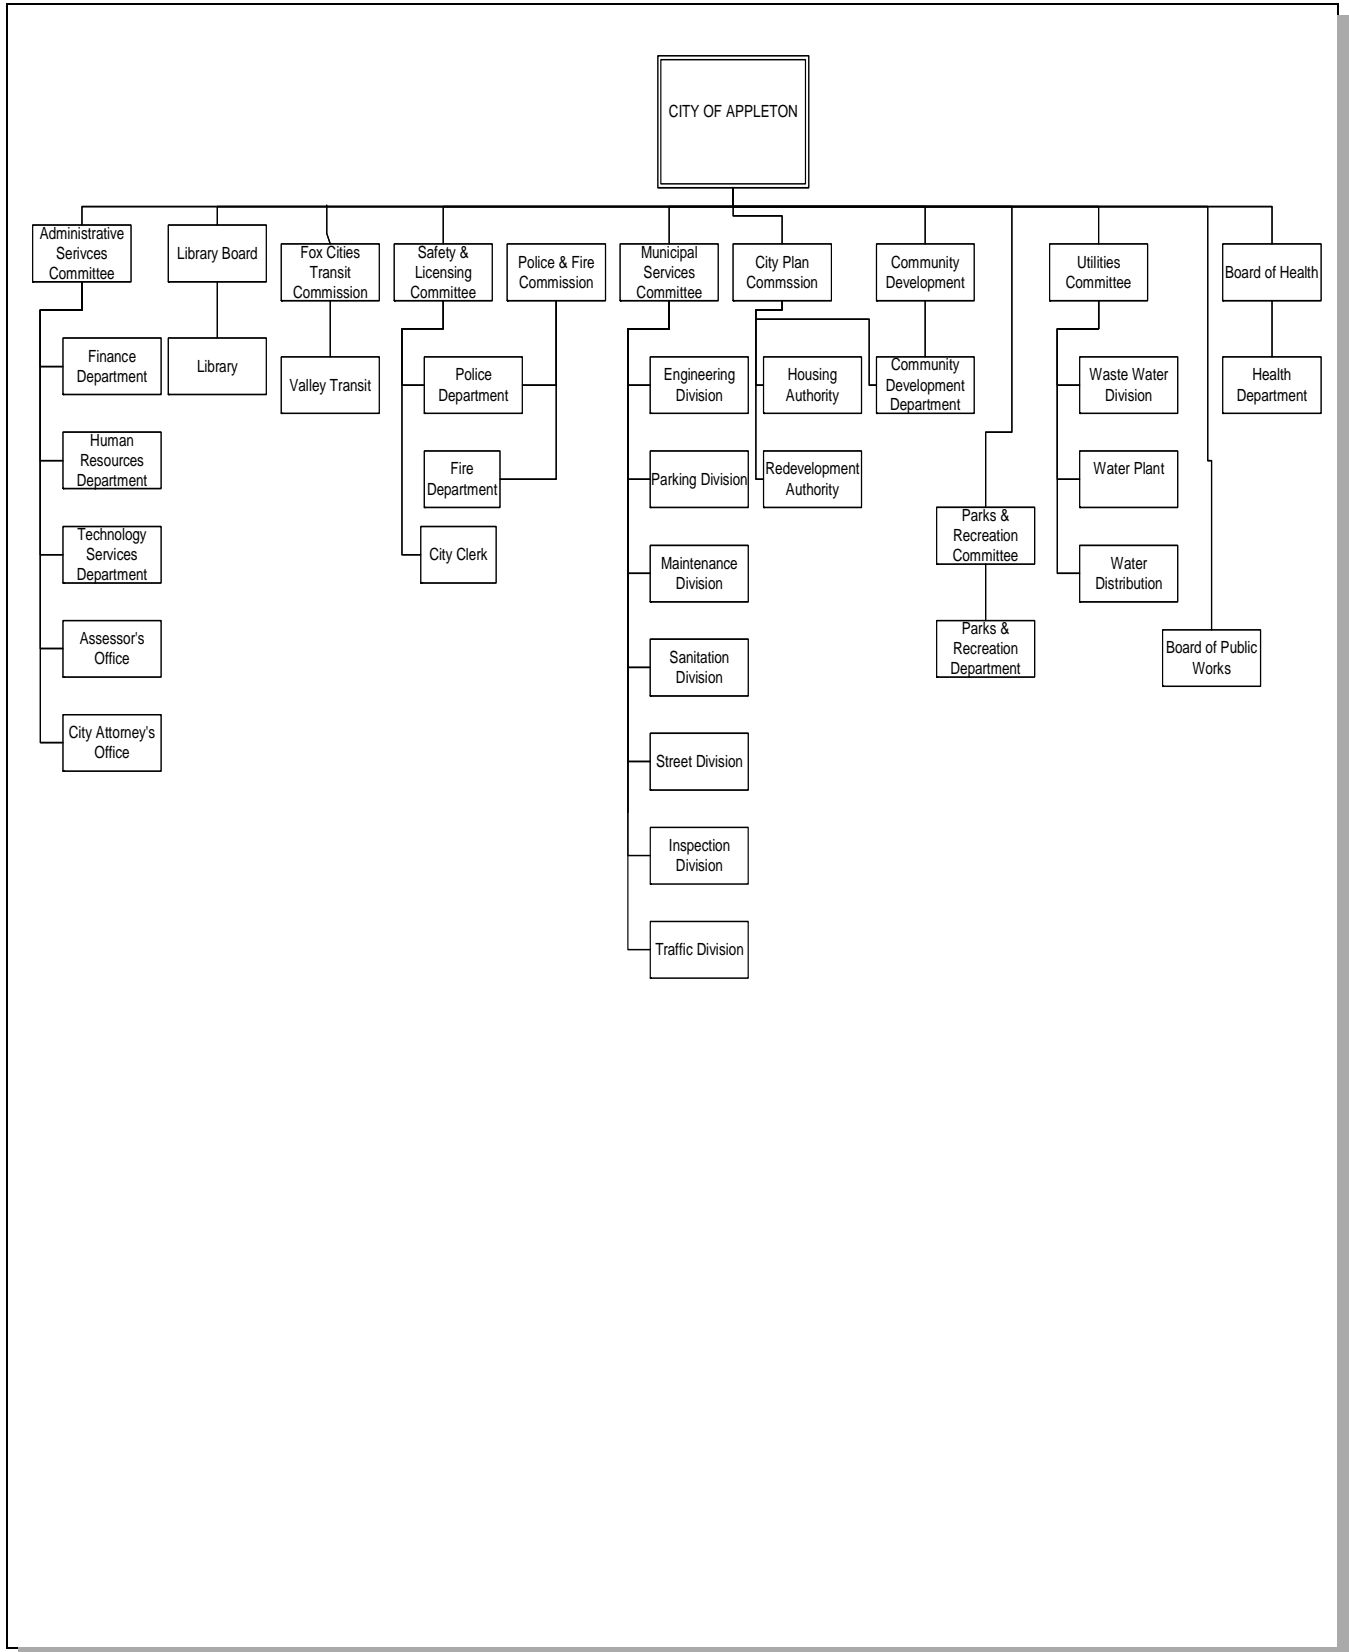 CITY OF APPLETON
Administrative
Serivces
Committee
Library Board
Fox Cities
Transit
Commission
Safety &
Licensing
Committee
Police & Fire
Commission
Municipal
Services
Committee
City Plan
Commssion
Community
Development
Utilities
Committee
Board of Health
Finance
Department
Library
Valley Transit
Police
Department
Engineering
Division
Housing
Authority
Community
Development
Department
Waste Water
Division
Health
Department
Human
Resources
Department
Fire
Department
Parking Division
Redevelopment
Authority
Water Plant
Technology
Services
Department
City Clerk
Maintenance
Division
Parks &
Recreation
Committee
Water
Distribution
Assessor's
Office
Sanitation
Division
Parks &
Recreation
Department
Board of Public
Works
City Attorney's
Office
Street Division
Inspection
Division
Traffic Division